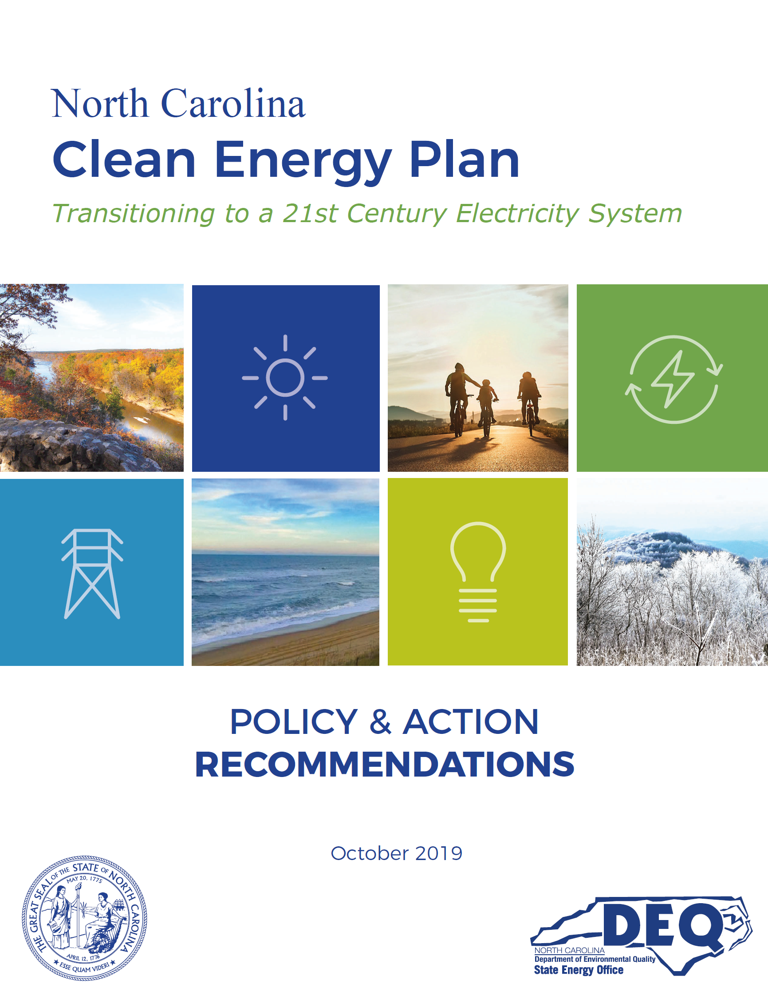 North Carolina
Clean Energy Plan
Transitioning to a 21st Century Electricity System
POLICY & ACTION
RECOMMENDATIONS
October 2019
THE GREAT SEAL OF THE STATE OF NORTH CAROLINA
MAY 20, 1775
APRIL 12, 1776
★ ESSE QUAM VIDERI ★
DEQ
NORTH CAROLINA
Department of Environmental Quality
State Energy Office